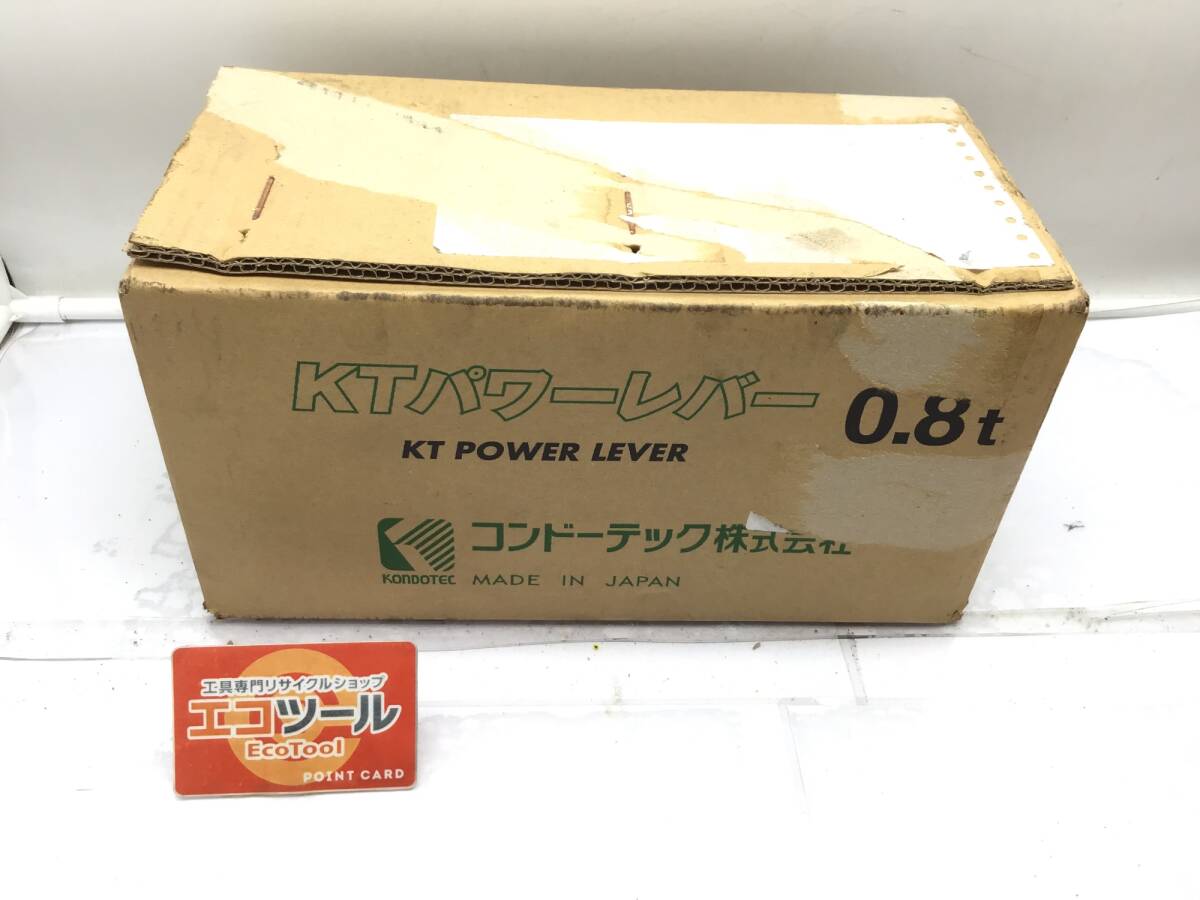 KTパワーレバー 0.8t
KT POWER LEVER
コンドーテック株式会社
KONDOTEC MADE IN JAPAN
工具専門リサイクルショップ
エコツール
EcoTool
POINT CARD